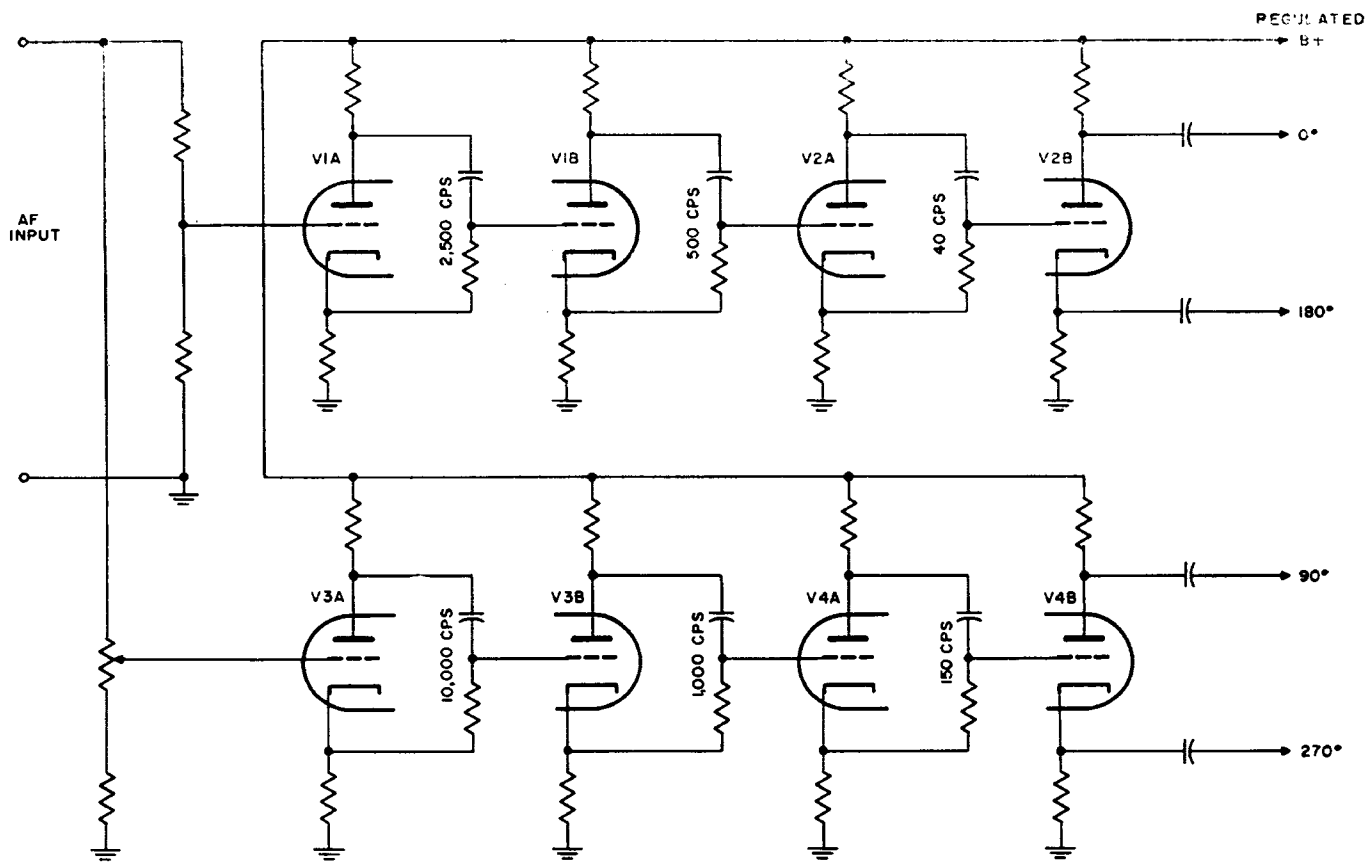 REGULATED
B+
0°
V1A
V1B
V2A
V2B
2,500 CPS
500 CPS
40 CPS
AF
INPUT
180°
90°
V3A
V3B
V4A
V4B
10,000 CPS
1,000 CPS
150 CPS
270°